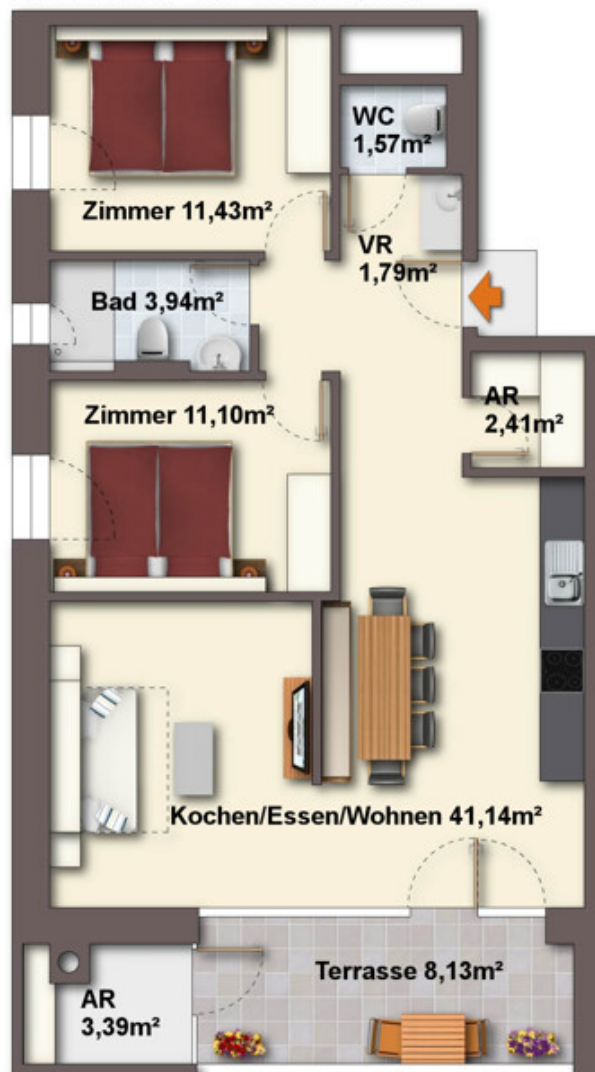 WC
1,57m²
Zimmer 11,43m²
VR
1,79m²
Bad 3,94m²
Zimmer 11,10m²
AR
2,41m²
Kochen/Essen/Wohnen 41,14m²
Terrasse 8,13m²
AR
3,39m²